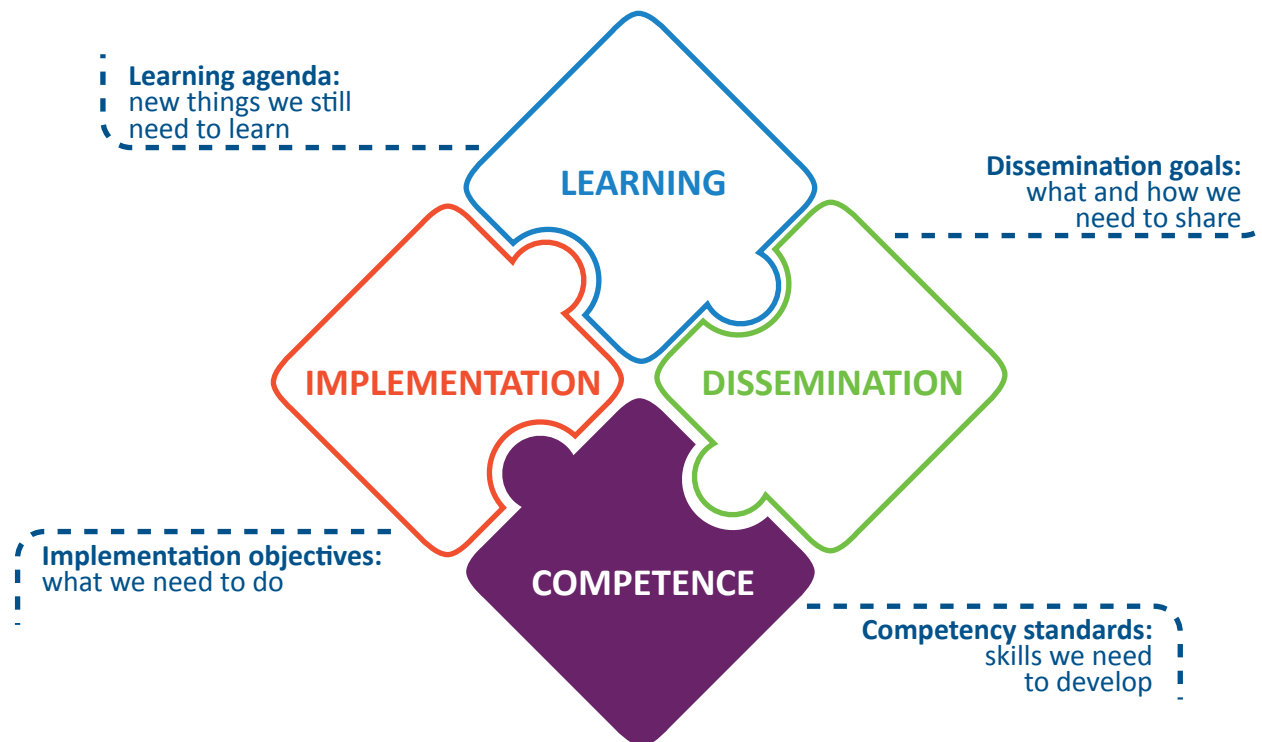 Learning agenda:
new things we still
need to learn
LEARNING
Dissemination goals:
what and how we
need to share
IMPLEMENTATION
DISSEMINATION
Implementation objectives:
what we need to do
COMPETENCE
Competency standards:
skills we need
to develop